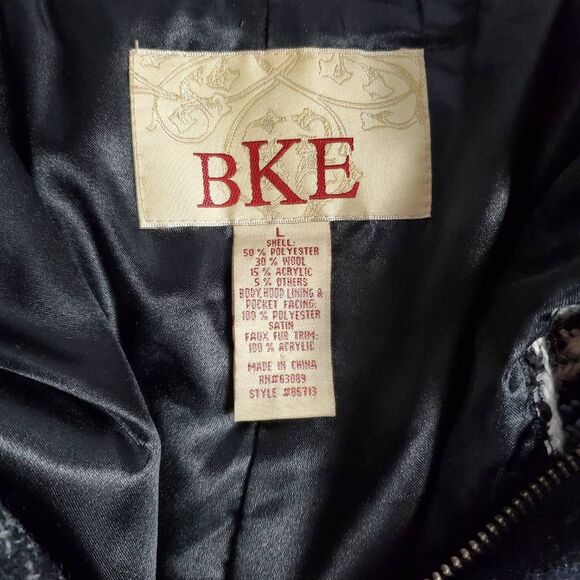 BKE
L
SHELL:
50 % POLYESTER
30 % WOOL
15 % ACRYLIC
5 % OTHERS
BODY,HOOD LINING &
POCKET FACING:
100 % POLYESTER
SATIN
FAUX FUR TRIM:
100 % ACRYLIC
MADE IN CHINA
RN#63089
STYLE #86713